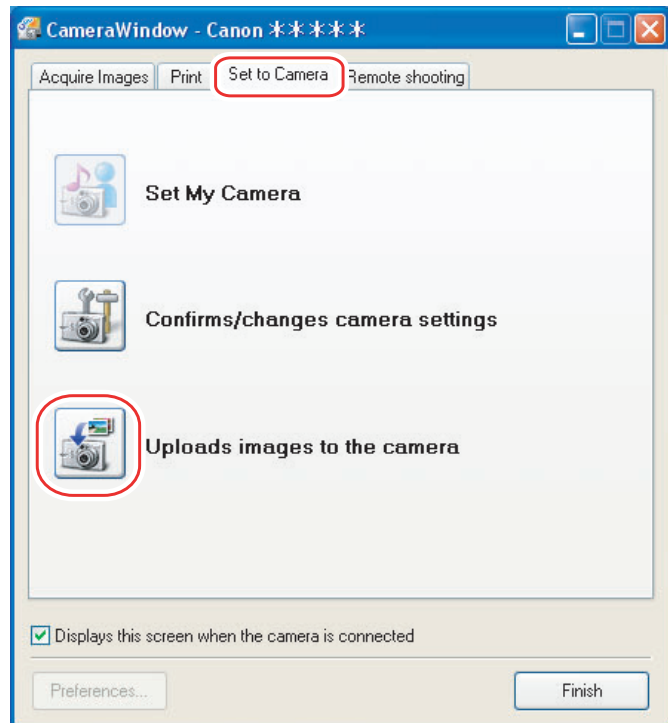 CameraWindow - Canon *****
Acquire Images Print Set to Camera Remote shooting
Set My Camera
Confirms/changes camera settings
Uploads images to the camera
Displays this screen when the camera is connected
Preferences... Finish